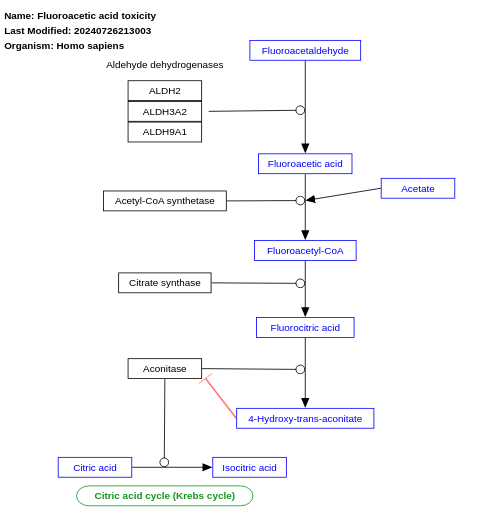 Name: Fluoroacetic acid toxicity
Last Modified: 20240726213003
Organism: Homo sapiens
Fluoroacetaldehyde
Aldehyde dehydrogenases
ALDH2
ALDH3A2
ALDH9A1
Fluoroacetic acid
Acetate
Acetyl-CoA synthetase
Fluoroacetyl-CoA
Citrate synthase
Fluorocitric acid
Aconitase
4-Hydroxy-trans-aconitate
Citric acid
Isocitric acid
Citric acid cycle (Krebs cycle)